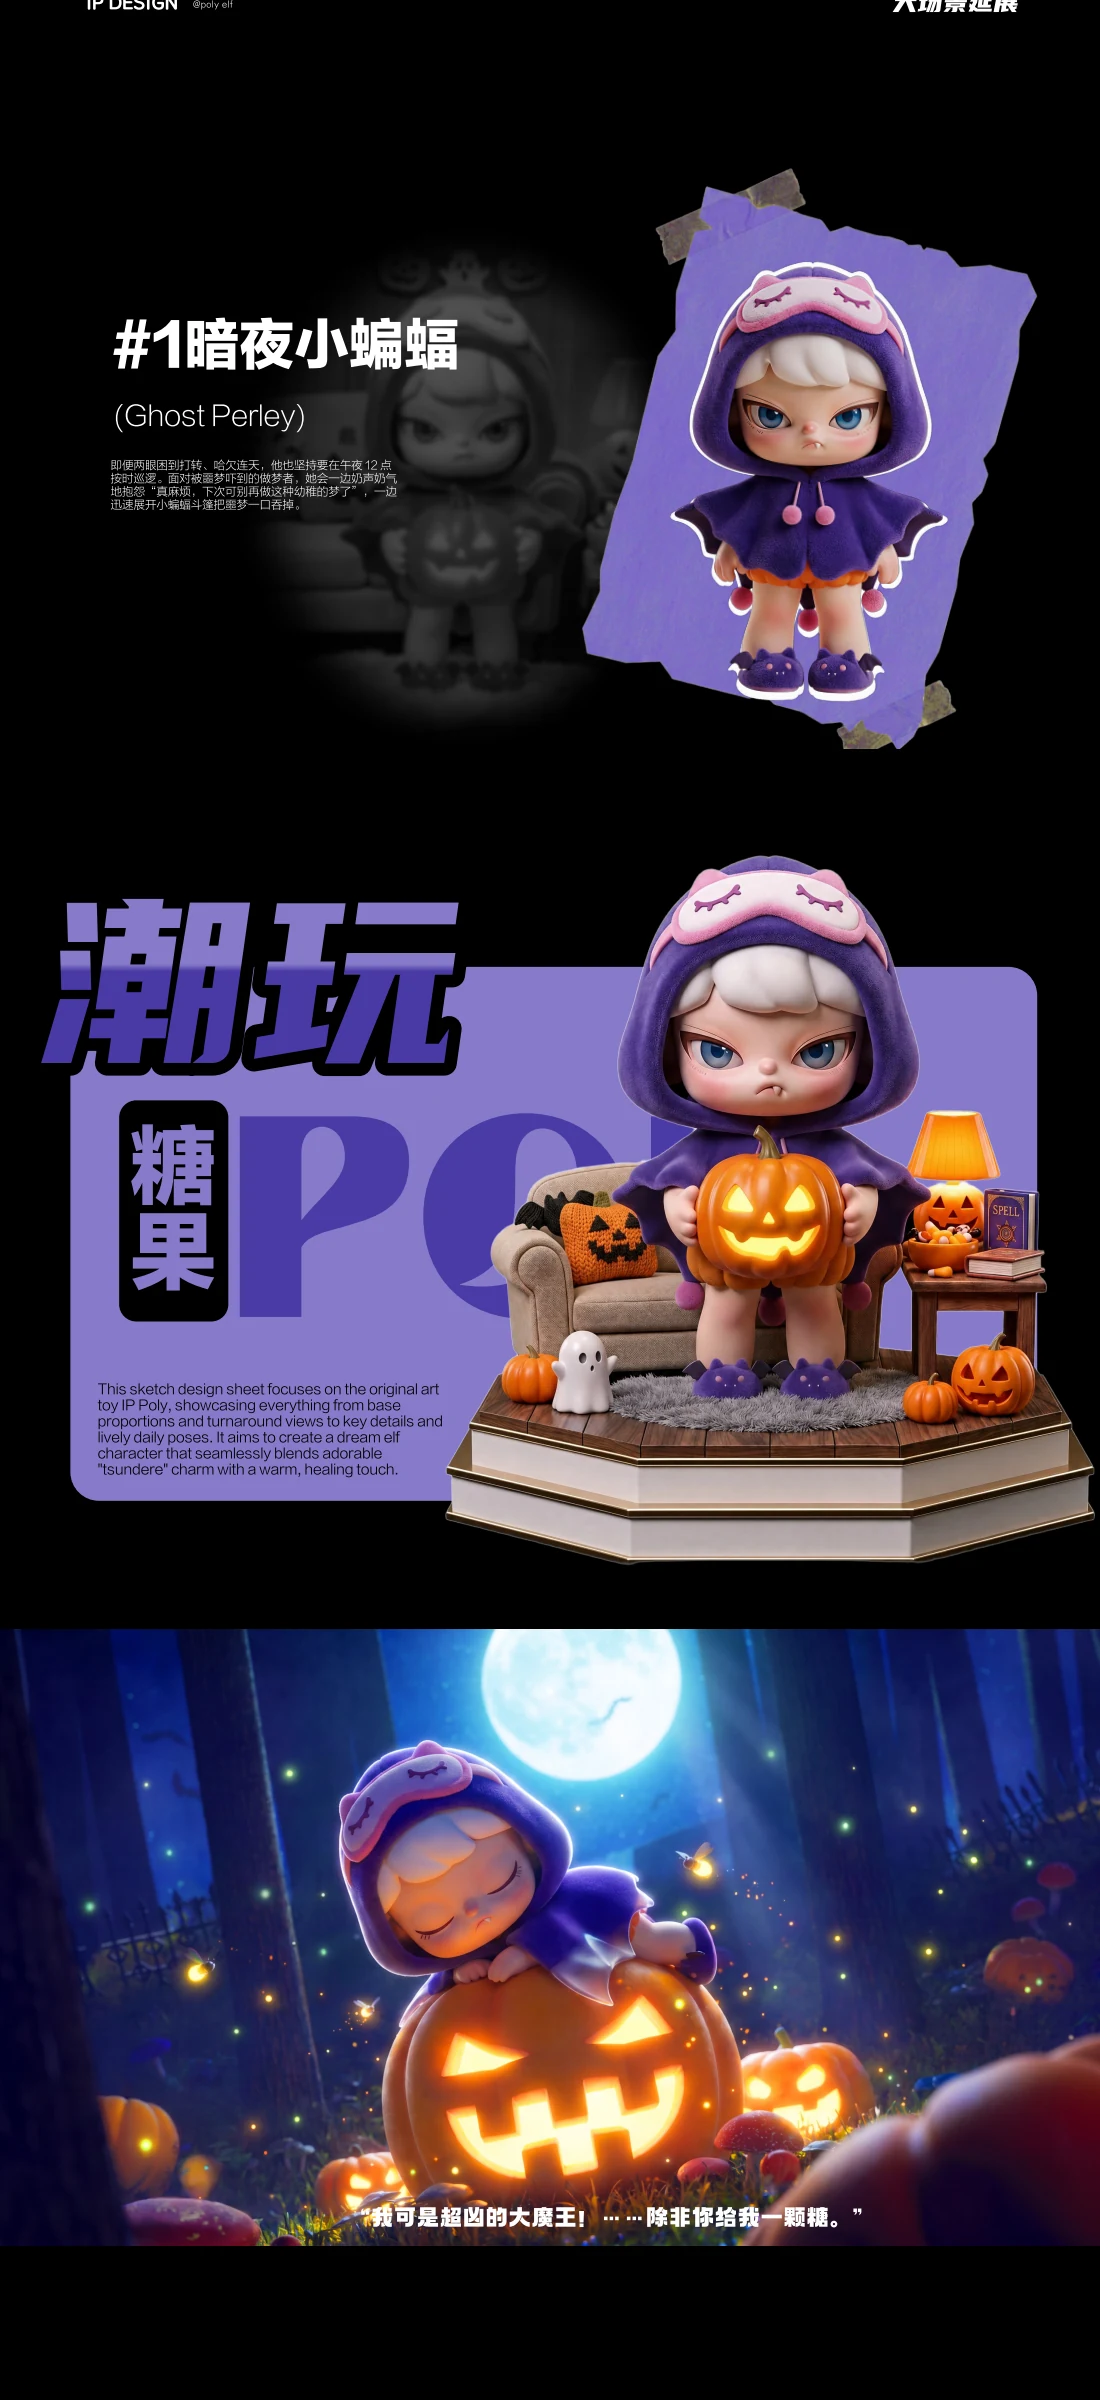 IP DESIGN
@poly elf
大场景延展
#1暗夜小蝙蝠
(Ghost Perley)
即便两眼困到打转、哈欠连天，他也坚持要在午夜 12 点
按时巡逻。面对被噩梦吓到的做梦者，她会一边奶声奶气
地抱怨“真麻烦，下次可别再做这种幼稚的梦了”，一边
迅速展开小蝙蝠斗篷把噩梦一口吞掉。
潮玩
糖果
PO
SPELL
This sketch design sheet focuses on the original art
toy IP Poly, showcasing everything from base
proportions and turnaround views to key details and
lively daily poses. It aims to create a dream elf
character that seamlessly blends adorable
"tsundere" charm with a warm, healing touch.
“我可是超凶的大魔王！……除非你给我一颗糖。”